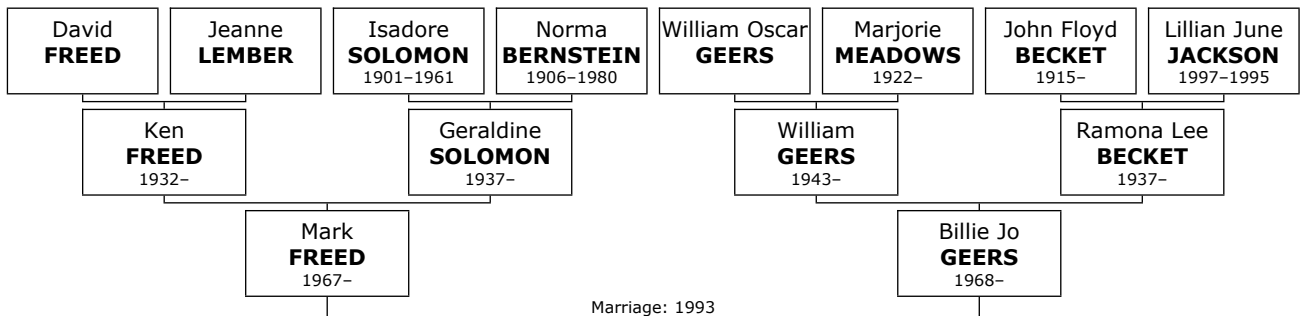 David
FREED
Jeanne
LEMBER
Isadore
SOLOMON
1901–1961
Norma
BERNSTEIN
1906–1980
William Oscar
GEERS
Marjorie
MEADOWS
1922–
John Floyd
BECKET
1915–
Lillian June
JACKSON
1997–1995
Ken
FREED
1932–
Geraldine
SOLOMON
1937–
William
GEERS
1943–
Ramona Lee
BECKET
1937–
Mark
FREED
1967–
Billie Jo
GEERS
1968–
Marriage: 1993